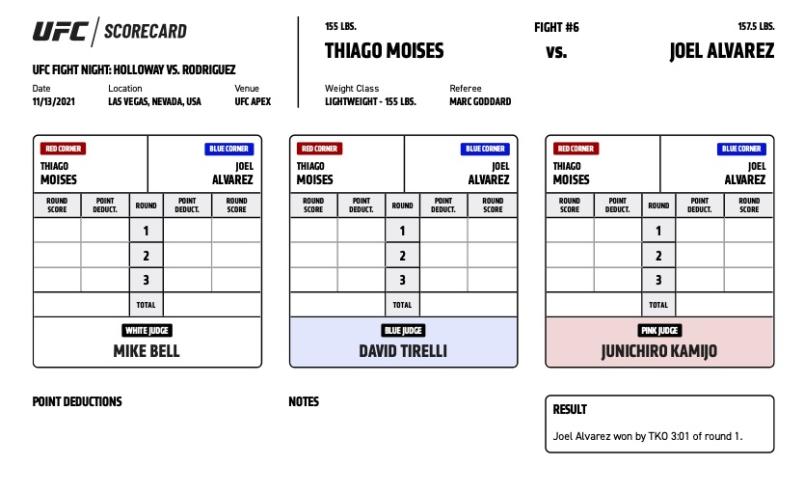 UFC SCORECARD
UFC FIGHT NIGHT: HOLLOWAY VS. RODRIGUEZ
Date Location Venue
11/13/2021 LAS VEGAS, NEVADA, USA UFC APEX
155 LBS. FIGHT #6 157.5 LBS.
THIAGO MOISES VS. JOEL ALVAREZ
Weight Class Referee
LIGHTWEIGHT - 155 LBS. MARC GODDARD
RED CORNER BLUE CORNER
THIAGO JOEL
MOISES ALVAREZ
ROUND POINT ROUND POINT ROUND
SCORE DEDUCT. DEDUCT. SCORE
1
2
3
TOTAL
WHITE JUDGE
MIKE BELL
RED CORNER BLUE CORNER
THIAGO JOEL
MOISES ALVAREZ
ROUND POINT ROUND POINT ROUND
SCORE DEDUCT. DEDUCT. SCORE
1
2
3
TOTAL
BLUE JUDGE
DAVID TIRELLI
RED CORNER BLUE CORNER
THIAGO JOEL
MOISES ALVAREZ
ROUND POINT ROUND POINT ROUND
SCORE DEDUCT. DEDUCT. SCORE
1
2
3
TOTAL
PINK JUDGE
JUNICHIRO KAMIJO
POINT DEDUCTIONS
NOTES
RESULT
Joel Alvarez won by TKO 3:01 of round 1.